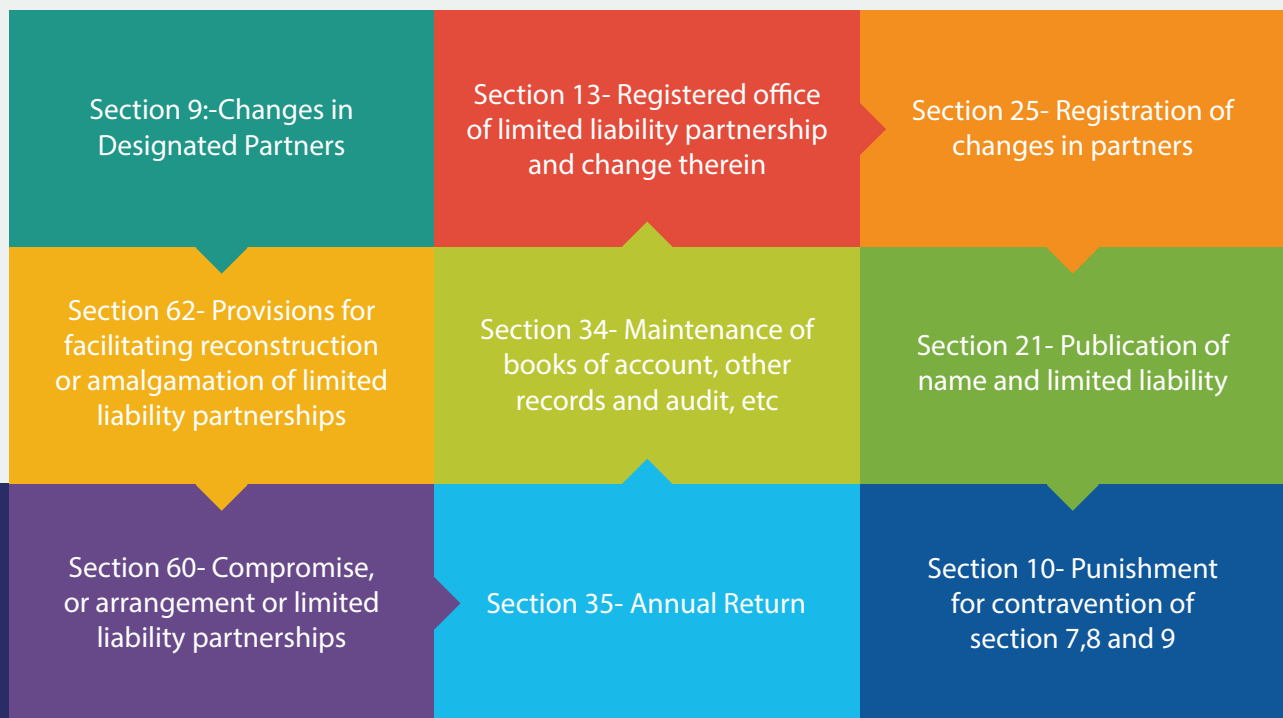 Section 9:-Changes in
Designated Partners
Section 13- Registered office
of limited liability partnership
and change therein
Section 25- Registration of
changes in partners
Section 62- Provisions for
facilitating reconstruction
or amalgamation of limited
liability partnerships
Section 34- Maintenance of
books of account, other
records and audit, etc
Section 21- Publication of
name and limited liability
Section 60- Compromise,
or arrangement or limited
liability partnerships
Section 35- Annual Return
Section 10- Punishment
for contravention of
section 7,8 and 9